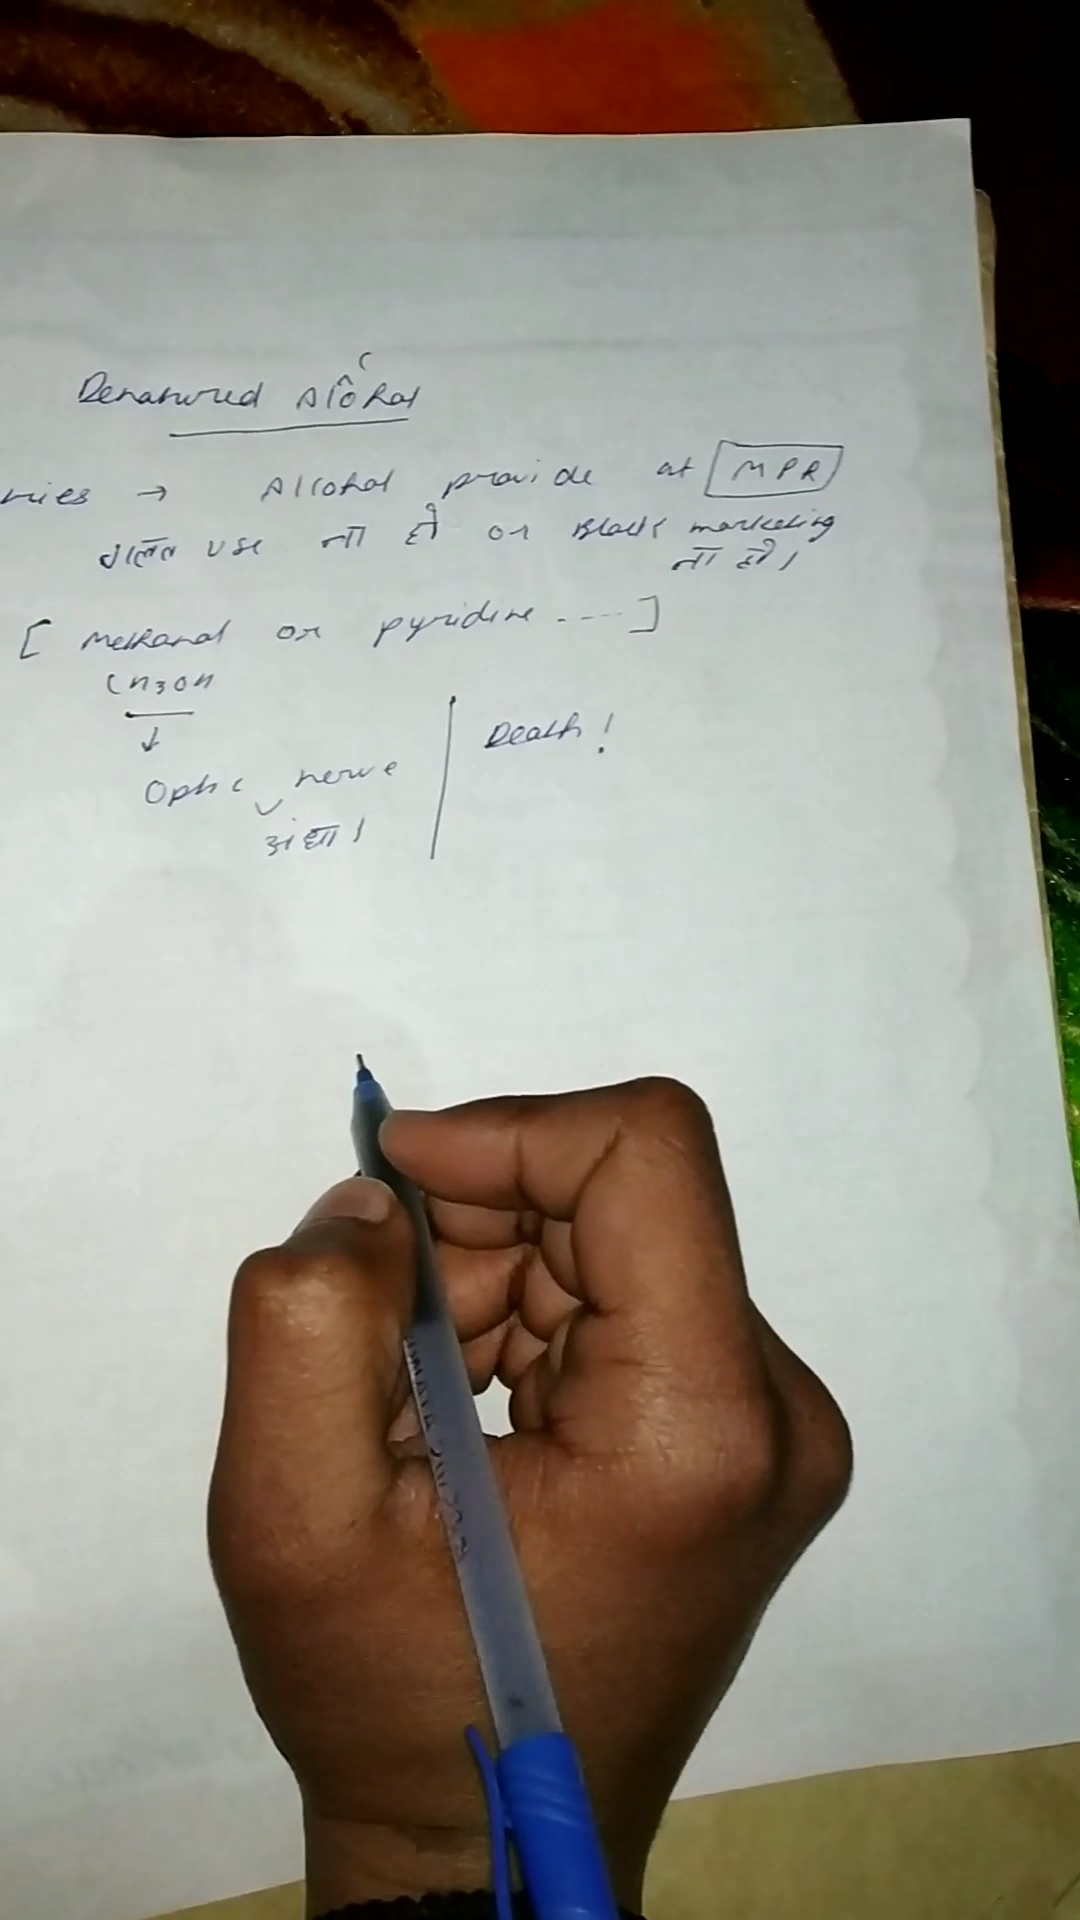 Denatured Alcohol
ries → Alcohol provide at MPR
गलत use ना हो or Black marketing
ना हो।
[ Methanol or pyridine ----]
CH3OH
↓
Optic nerve
अंधा।
Death!